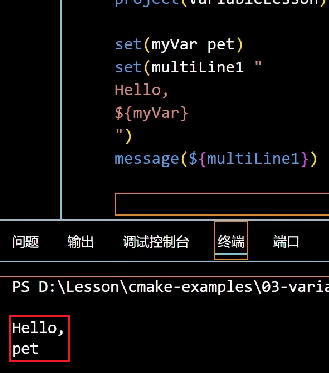 project(VariableLesson)
set(myVar pet)
set(multiLine1 "
Hello,
${myVar}
")
message(${multiLine1})
问题 输出 调试控制台 终端 端口
PS D:\Lesson\cmake-examples\03-varia
Hello,
pet